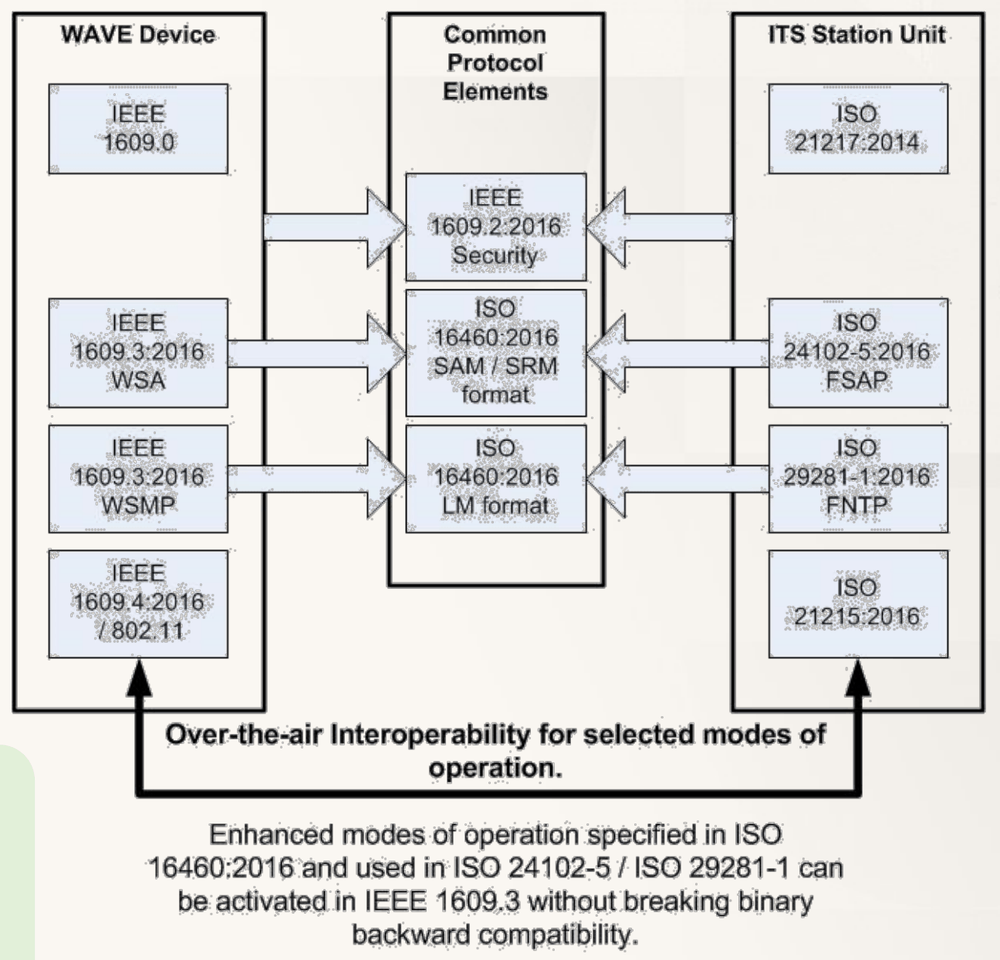 WAVE Device
IEEE
1609.0
IEEE
1609.3:2016
WSA
IEEE
1609.3:2016
WSMP
IEEE
1609.4:2016
/ 802.11
Common
Protocol
Elements
IEEE
1609.2:2016
Security
ISO
16460:2016
SAM / SRM
format
ISO
16460:2016
LM format
ITS Station Unit
ISO
21217:2014
ISO
24102-5:2016
FSAP
ISO
29281-1:2016
FNTP
ISO
21215:2016
Over-the-air Interoperability for selected modes of
operation.
Enhanced modes of operation specified in ISO
16460:2016 and used in ISO 24102-5 / ISO 29281-1 can
be activated in IEEE 1609.3 without breaking binary
backward compatibility.